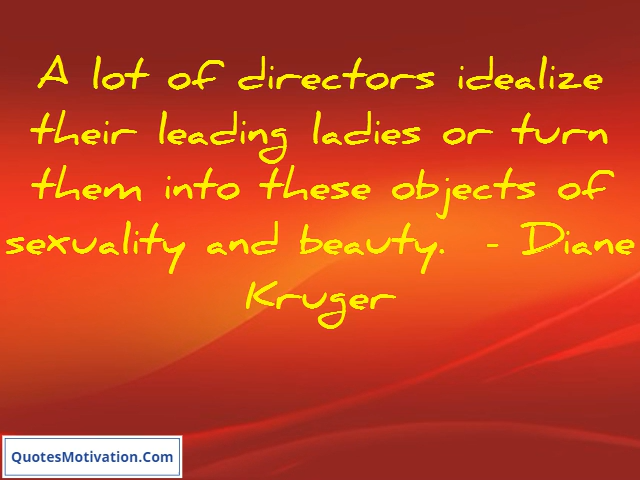 A lot of directors idealize
their leading ladies or turn
them into these objects of
sexuality and beauty. - Diane
Kruger
QuotesMotivation.Com